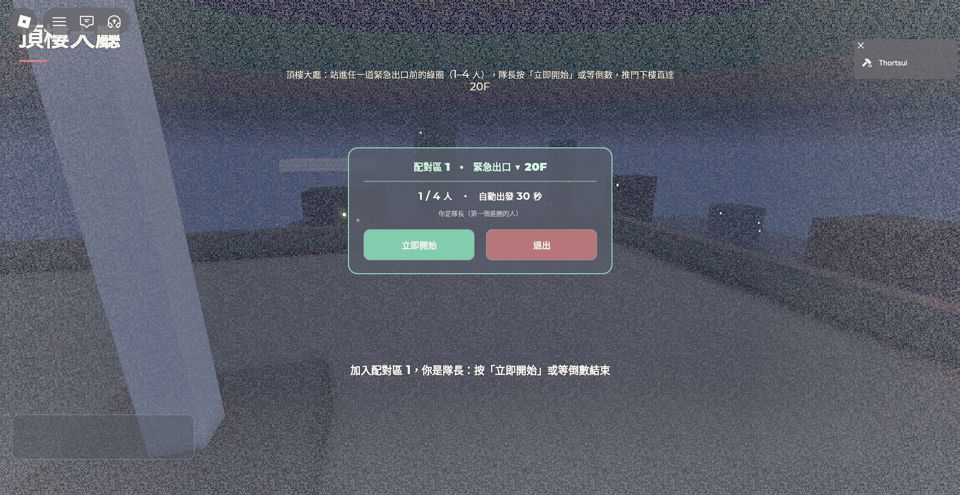 頂樓大廳
Thortsui
頂樓大廳：站進任一道緊急出口前的綠圈（1–4 人），隊長按「立即開始」或等倒數，推門下樓直達
20F
配對區 1 • 緊急出口 ▼ 20F
1 / 4 人 • 自動出發 30 秒
你是隊長（第一個進圈的人）
立即開始
退出
加入配對區 1，你是隊長：按「立即開始」或等倒數結束